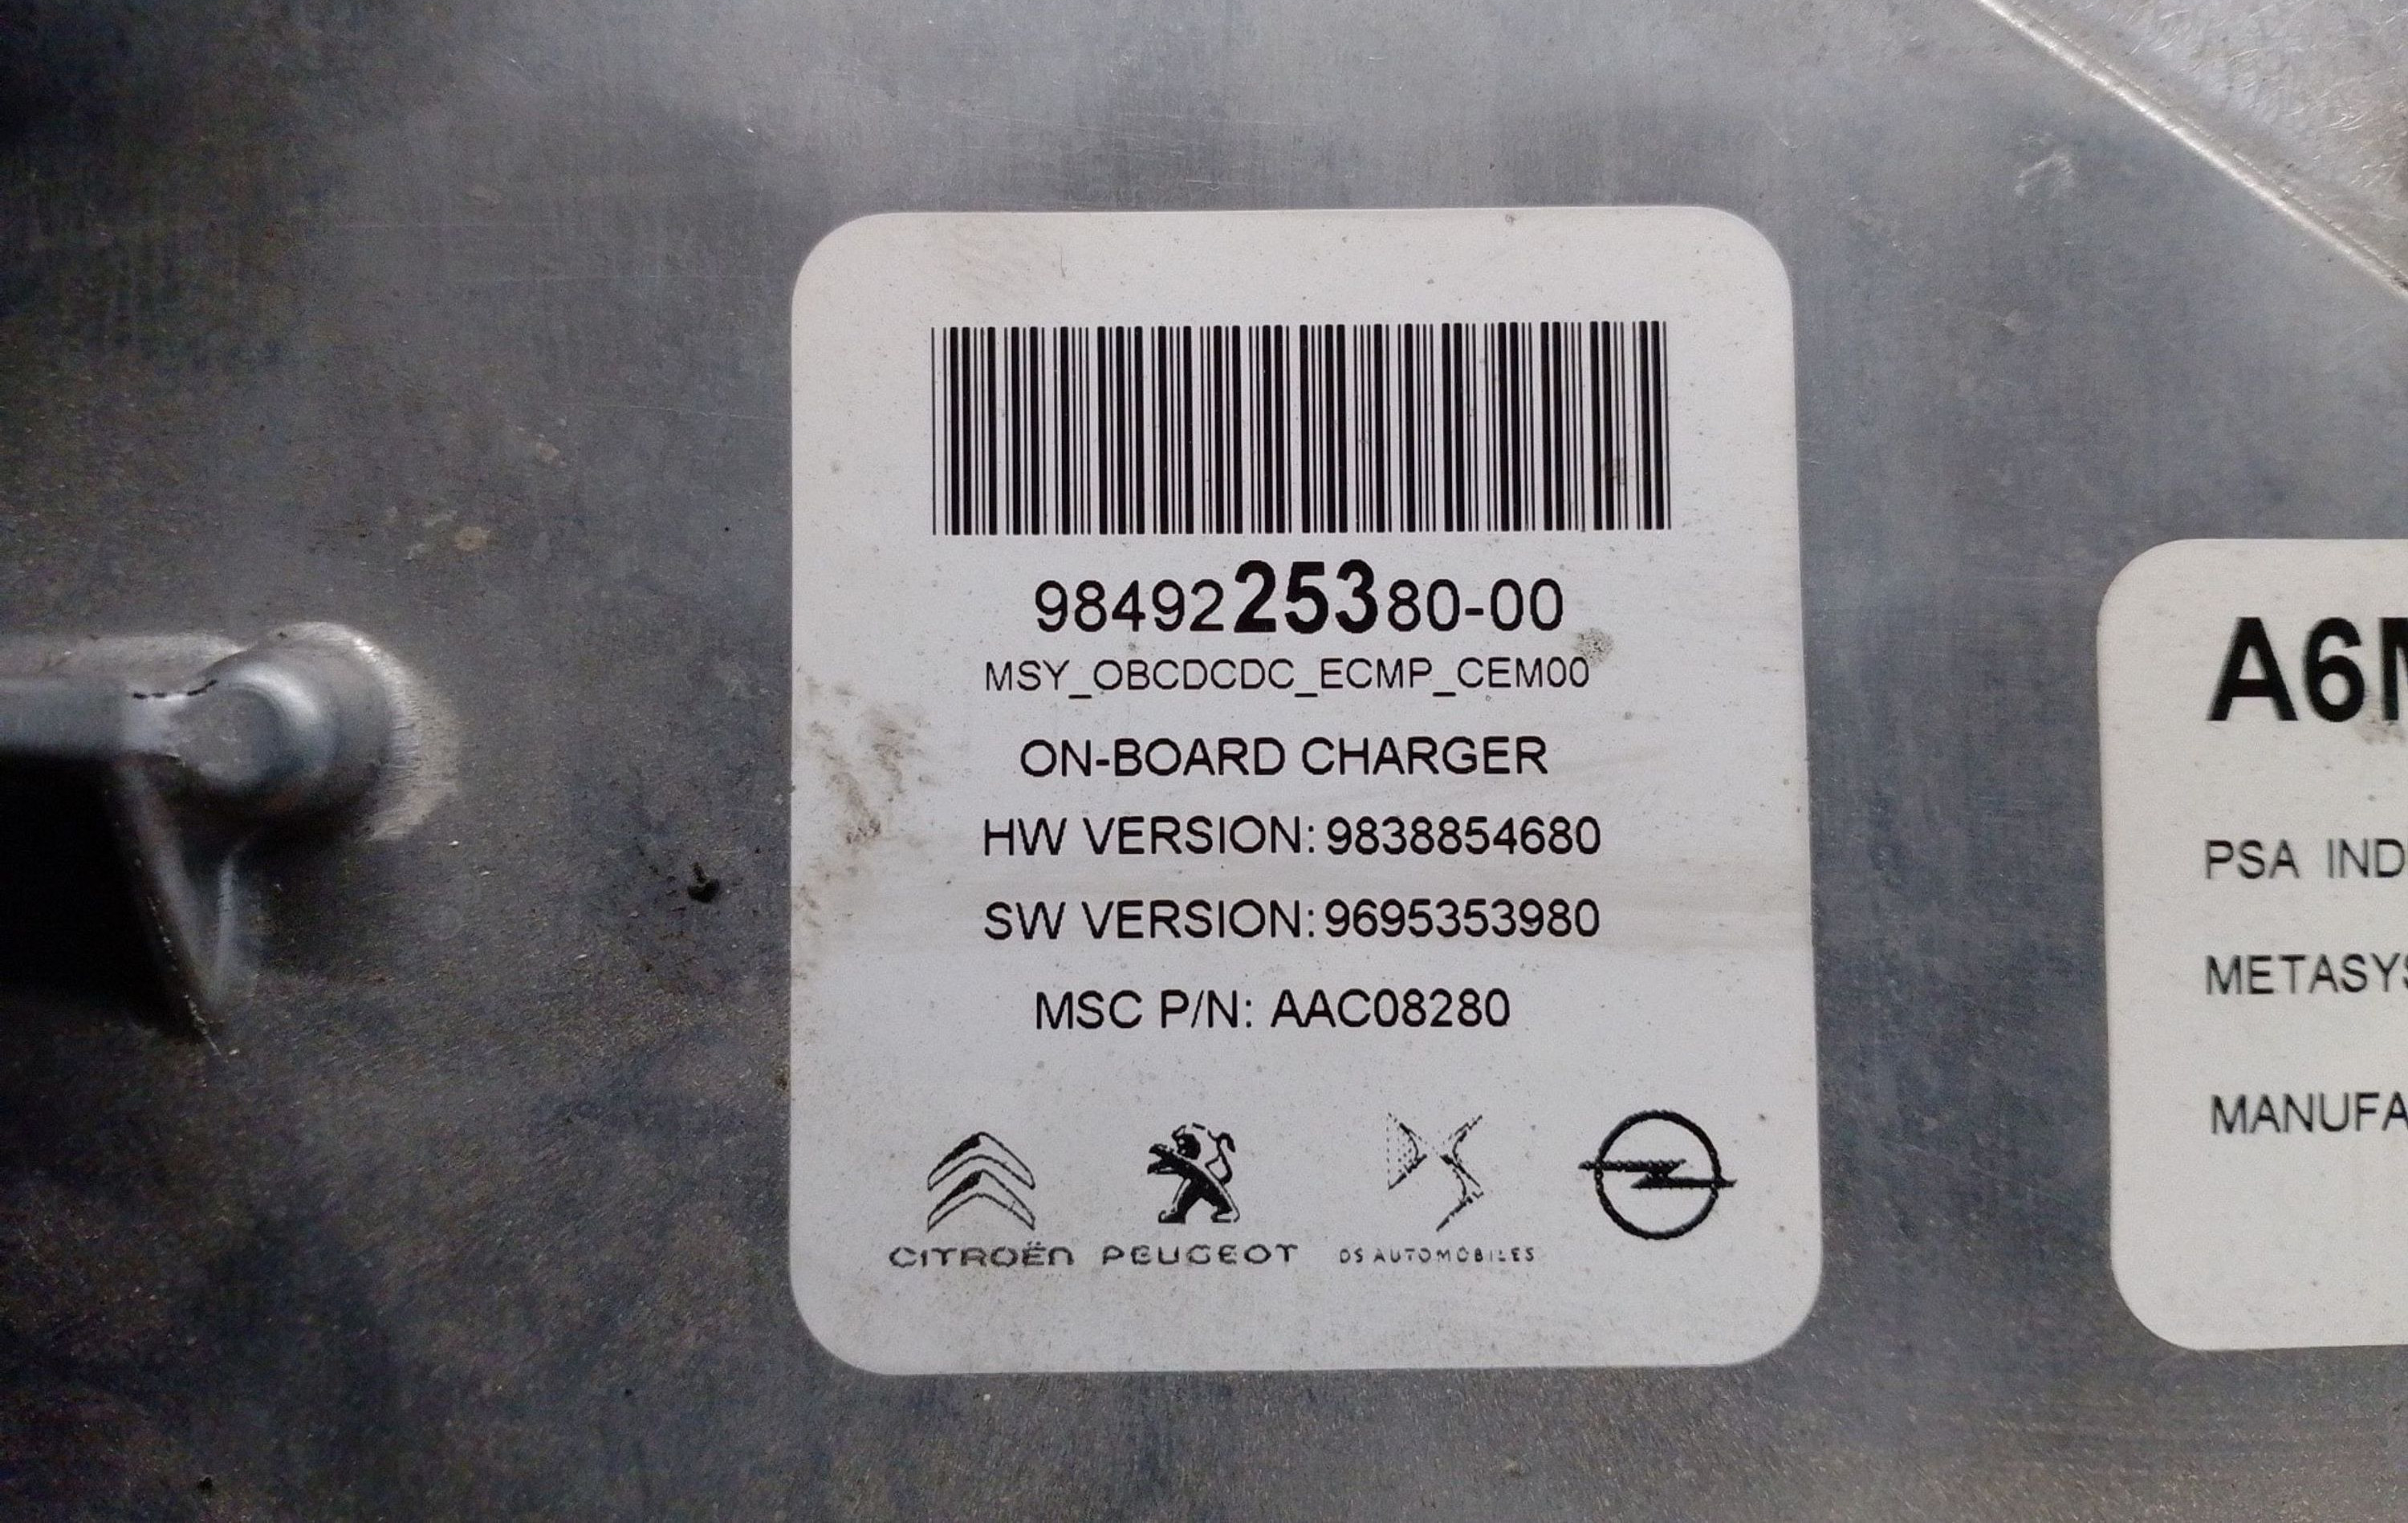 9849225380-00
MSY_OBCDCDC_ECMP_CEM00
ON-BOARD CHARGER
HW VERSION: 9838854680
SW VERSION: 9695353980
MSC P/N: AAC08280
CITROËN PEUGEOT DS AUTOMOBILES
A6M
PSA IND
METASYS
MANUFA